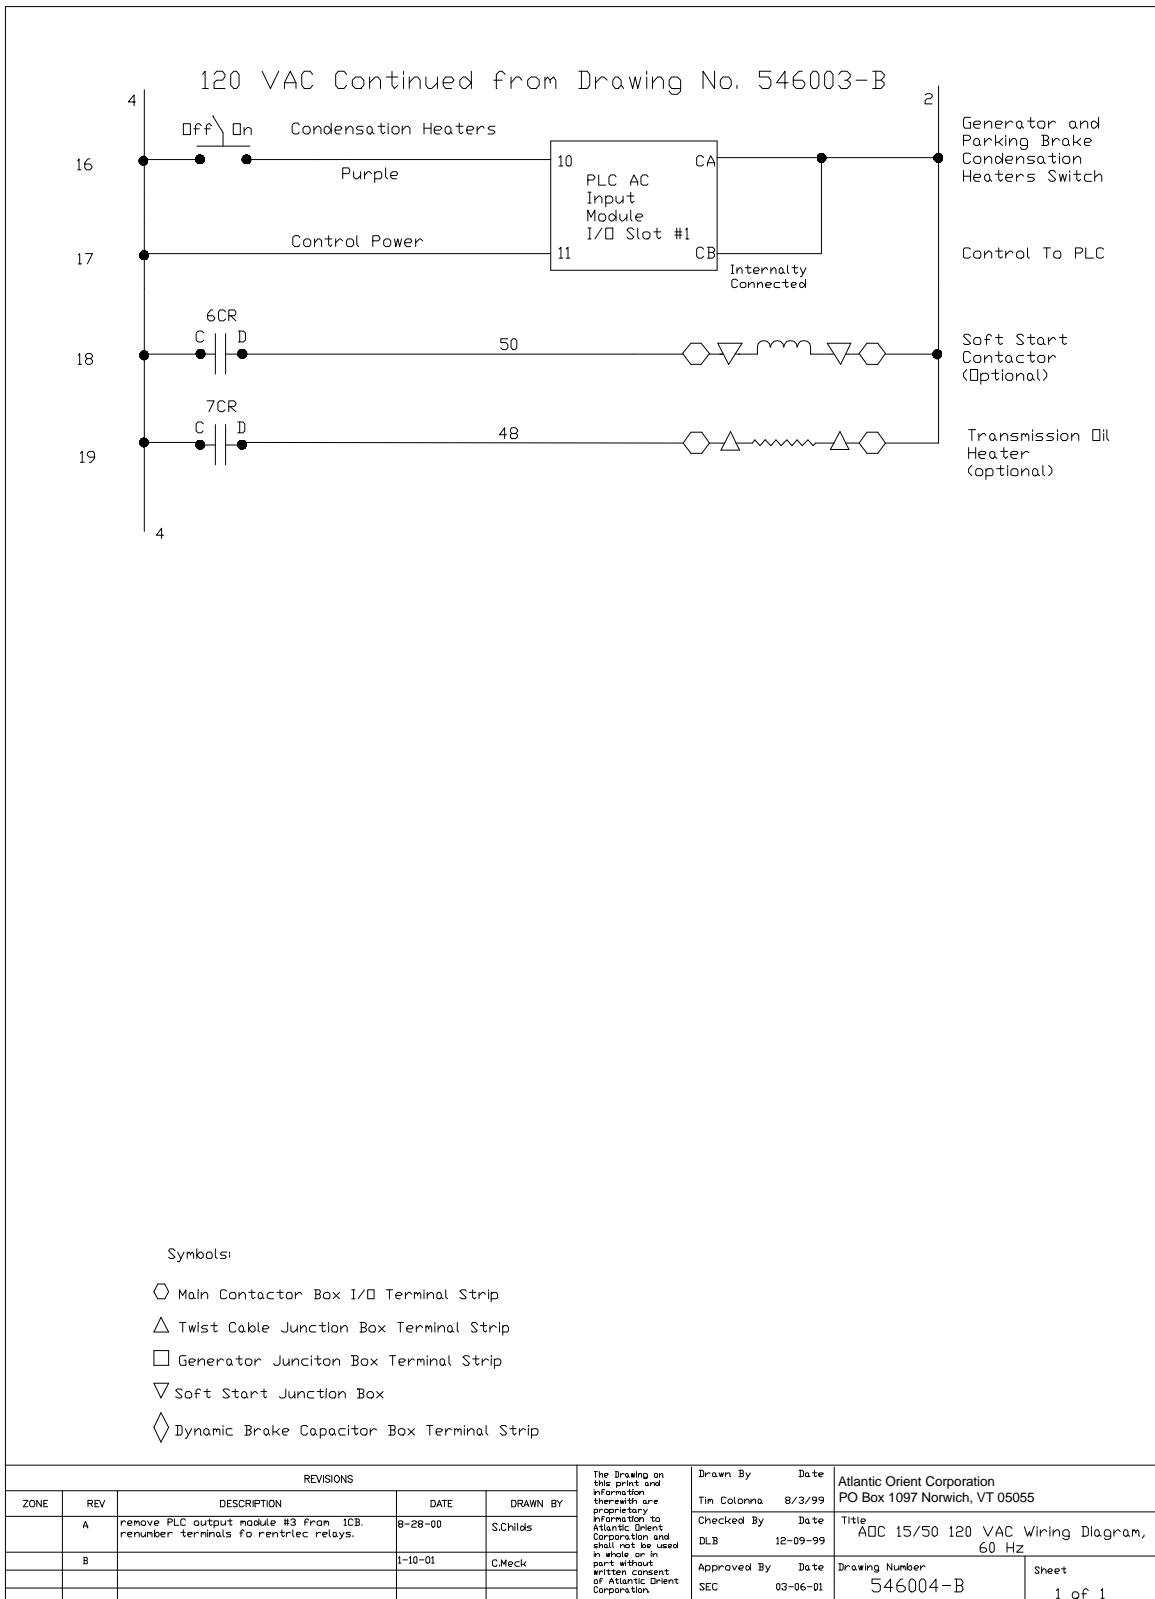 120 VAC Continued from Drawing No. 546003-B
4
2
Off On Condensation Heaters
16
Purple
10
CA
PLC AC
Input
Module
I/O Slot #1
Generator and
Parking Brake
Condensation
Heaters Switch
17
Control Power
11
CB
Internalty
Connected
Control To PLC
6CR
C D
18
50
Soft Start
Contactor
(Optional)
7CR
C D
19
48
Transmission Oil
Heater
(optional)
4
Symbols:
Main Contactor Box I/O Terminal Strip
Twist Cable Junction Box Terminal Strip
Generator Junciton Box Terminal Strip
Soft Start Junction Box
Dynamic Brake Capacitor Box Terminal Strip
REVISIONS
ZONE REV DESCRIPTION DATE DRAWN BY
A remove PLC output module #3 from 1CB. 8-28-00 S.Childs
renumber terminals fo rentrlec relays.
B 1-10-01 C.Meck
The Drawing on
this print and
information
therewith are
proprietary
information to
Atlantic Orient
Corporation and
shall not be used
in whole or in
part without
written consent
of Atlantic Orient
Corporation.
Drawn By Date
Tim Colonna 8/3/99
Checked By Date
DLB 12-09-99
Approved By Date
SEC 03-06-01
Atlantic Orient Corporation
PO Box 1097 Norwich, VT 05055
Title
AOC 15/50 120 VAC Wiring Diagram,
60 Hz
Drawing Number
546004-B
Sheet
1 of 1